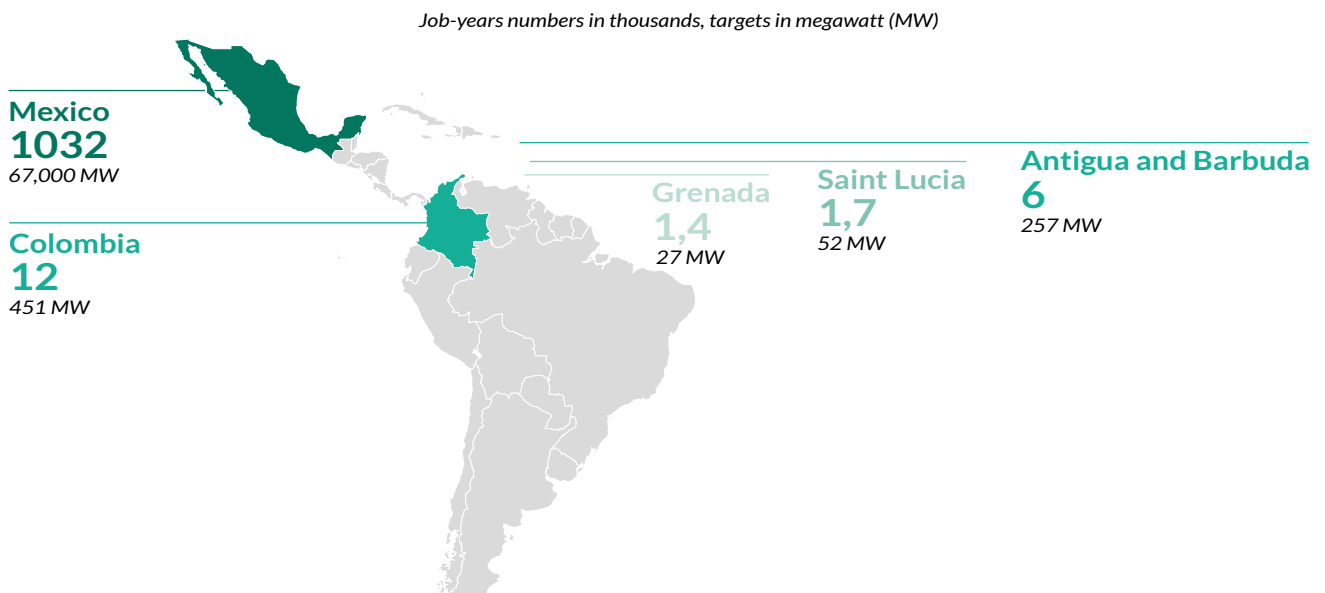 Job-years numbers in thousands, targets in megawatt (MW)
Mexico
1032
67,000 MW
Colombia
12
451 MW
Grenada
1,4
27 MW
Saint Lucia
1,7
52 MW
Antigua and Barbuda
6
257 MW